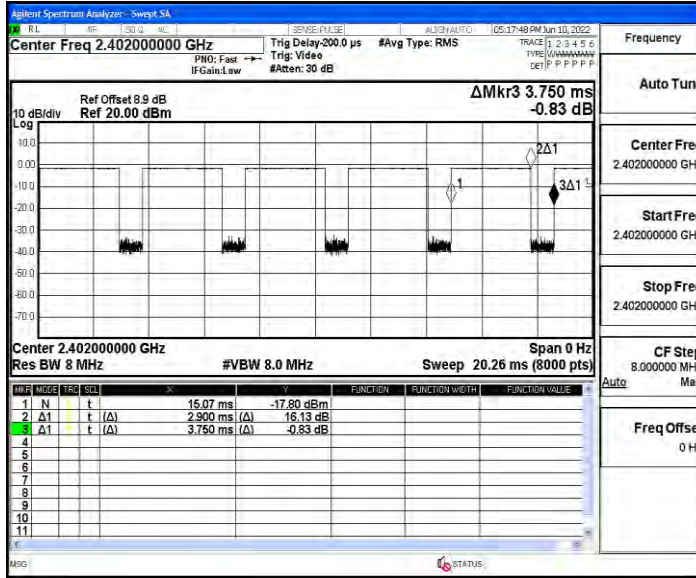 Agilent Spectrum Analyzer - Swept SA
RL RF 50 Ω AC SENSE:PULSE ALIGN AUTO 05:17:48 PM Jun 10, 2022
Center Freq 2.402000000 GHz
PNO: Fast
IFGain:Low
Trig Delay-200.0 µs
Trig: Video
#Atten: 30 dB
#Avg Type: RMS
TRACE 1 2 3 4 5 6
TYPE WWWWWW
DET P P P P P P
ΔMkr3 3.750 ms
-0.83 dB
Ref Offset 8.9 dB
10 dB/div Ref 20.00 dBm
Log
10.0
0.00
-10.0
-20.0
-30.0
-40.0
-50.0
-60.0
-70.0
2Δ1
1
3Δ1
Center 2.402000000 GHz Span 0 Hz
Res BW 8 MHz #VBW 8.0 MHz Sweep 20.26 ms (8000 pts)
MKR MODE TRC SCL X Y FUNCTION FUNCTION WIDTH FUNCTION VALUE
1 N t 15.07 ms -17.80 dBm
2 Δ1 t (Δ) 2.900 ms (Δ) 16.13 dB
3 Δ1 t (Δ) 3.750 ms (Δ) -0.83 dB
4
5
6
7
8
9
10
11
MSG STATUS
Frequency
Auto Tun
Center Fre
2.402000000 GH
Start Fre
2.402000000 GH
Stop Fre
2.402000000 GH
CF Step
8.000000 MH
Auto Ma
Freq Offse
0 H